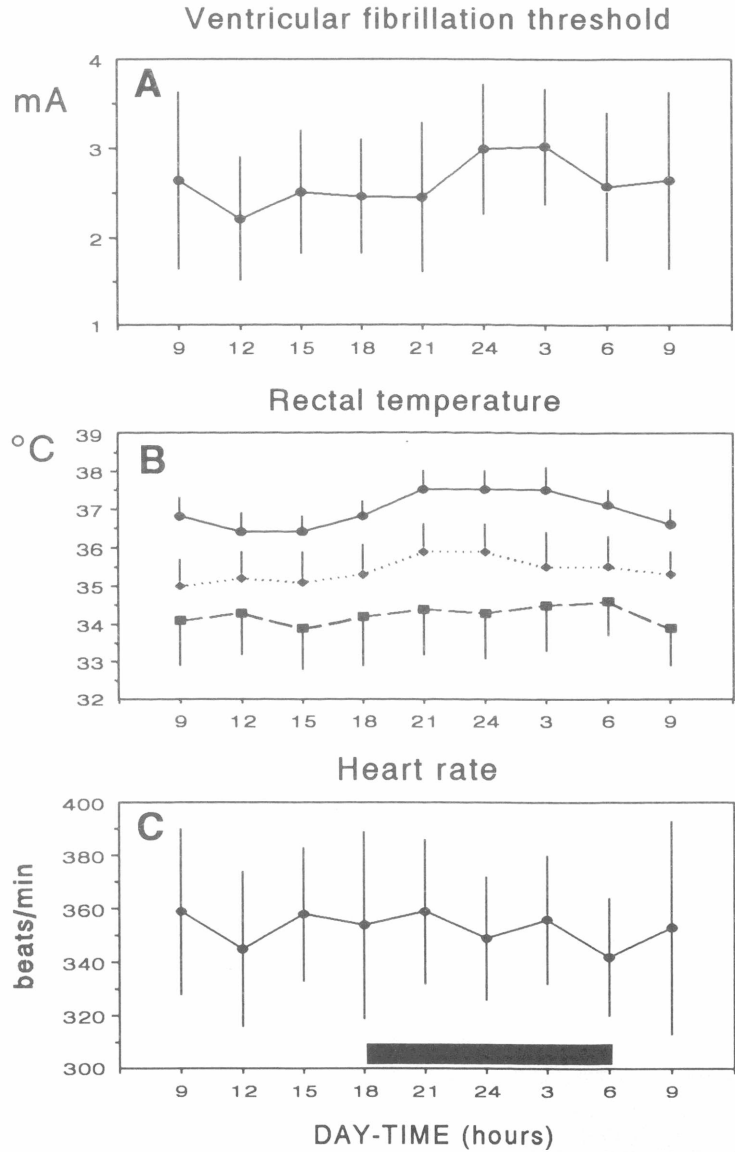 Ventricular fibrillation threshold
A
mA
4
3
2
1
9 12 15 18 21 24 3 6 9
Rectal temperature
B
°C
39
38
37
36
35
34
33
32
9 12 15 18 21 24 3 6 9
Heart rate
C
beats/min
400
380
360
340
320
300
9 12 15 18 21 24 3 6 9
DAY-TIME (hours)